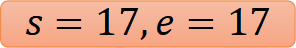 s = 17, e = 17